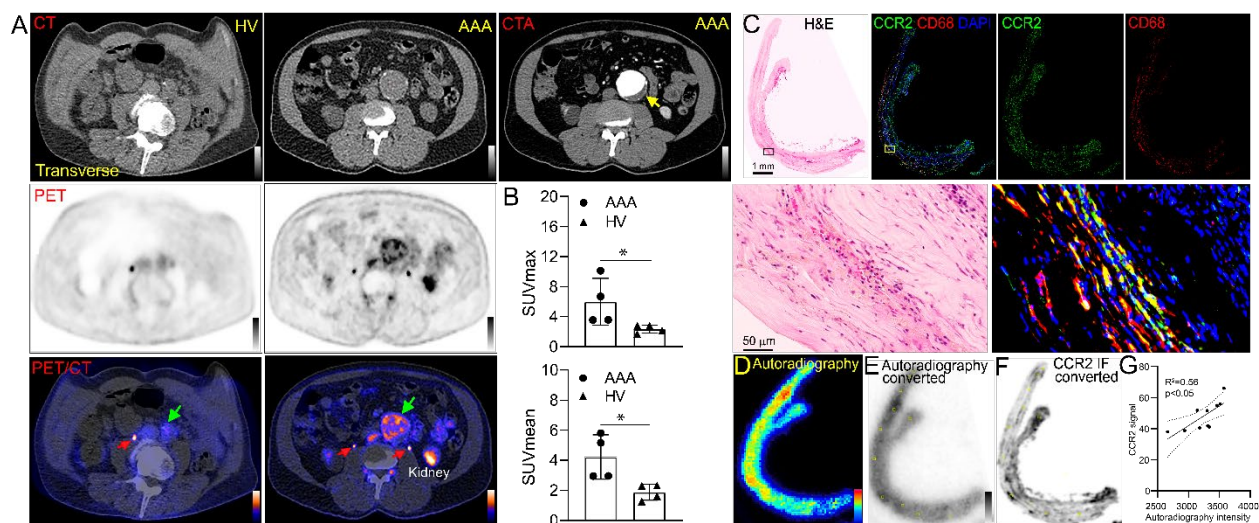 A
CT
HV
Transverse
AAA
CTA
AAA
PET
PET/CT
Kidney
B
SUVmax
20
16
12
8
4
0
AAA
HV
*
SUVmean
10
8
6
4
2
0
AAA
HV
*
C
H&E
1 mm
CCR2 CD68 DAPI
CCR2
CD68
50 μm
D Autoradiography
E Autoradiography
converted
F CCR2 IF
converted
G
CCR2 signal
80
60
40
20
0
R²=0.56
p<0.05
2500
3000
3500
Autoradiography intensity